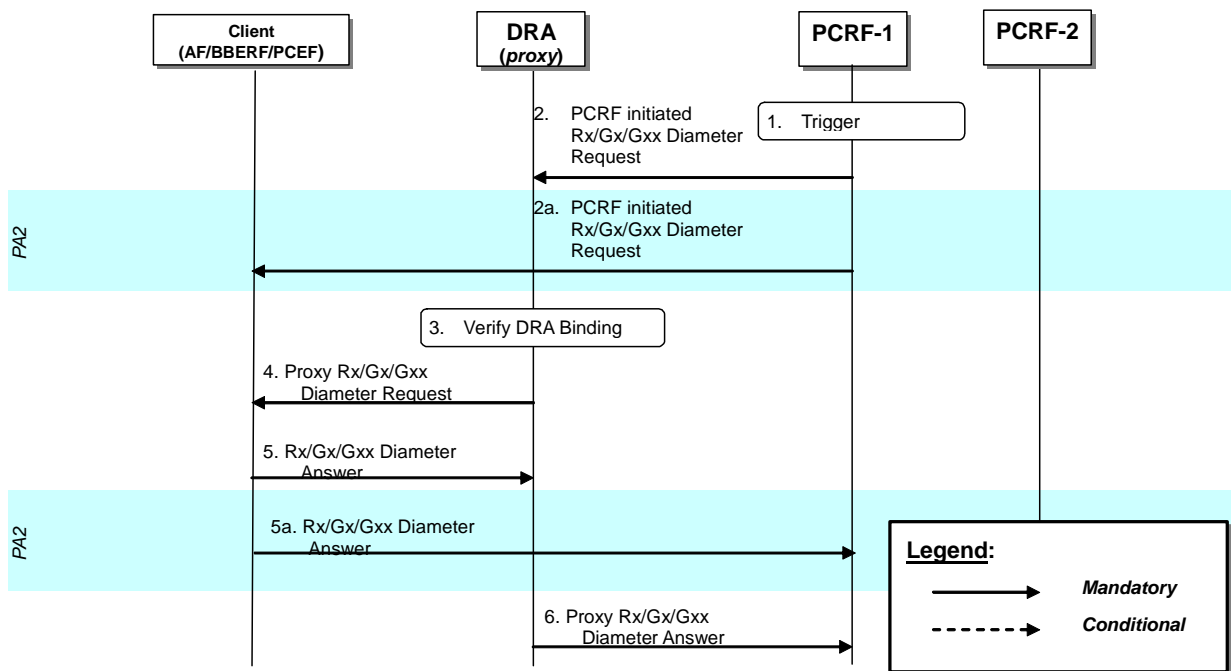 Client
(AF/BBERF/PCEF)
DRA
(proxy)
PCRF-1
PCRF-2
1. Trigger
2. PCRF initiated
Rx/Gx/Gxx Diameter
Request
PA2
2a. PCRF initiated
Rx/Gx/Gxx Diameter
Request
3. Verify DRA Binding
4. Proxy Rx/Gx/Gxx
Diameter Request
5. Rx/Gx/Gxx Diameter
Answer
PA2
5a. Rx/Gx/Gxx Diameter
Answer
6. Proxy Rx/Gx/Gxx
Diameter Answer
Legend:
Mandatory
Conditional